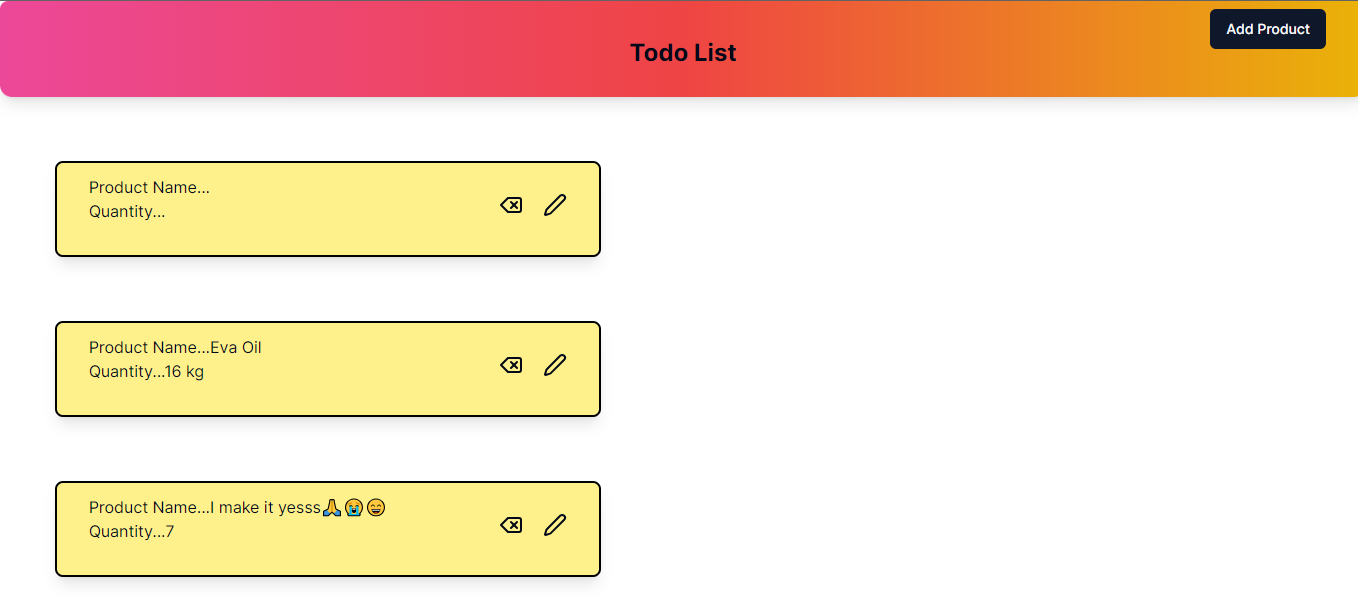 Todo List
Add Product
Product Name...
Quantity...
Product Name...Eva Oil
Quantity...16 kg
Product Name...I make it yesss🙏😭😄
Quantity...7